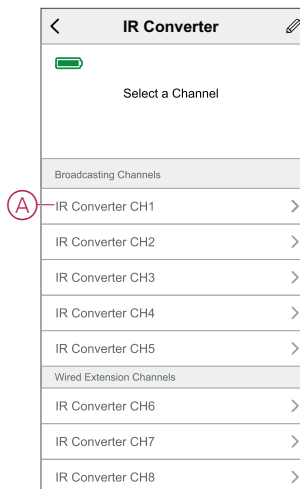 IR Converter
Select a Channel
Broadcasting Channels
A
IR Converter CH1
IR Converter CH2
IR Converter CH3
IR Converter CH4
IR Converter CH5
Wired Extension Channels
IR Converter CH6
IR Converter CH7
IR Converter CH8